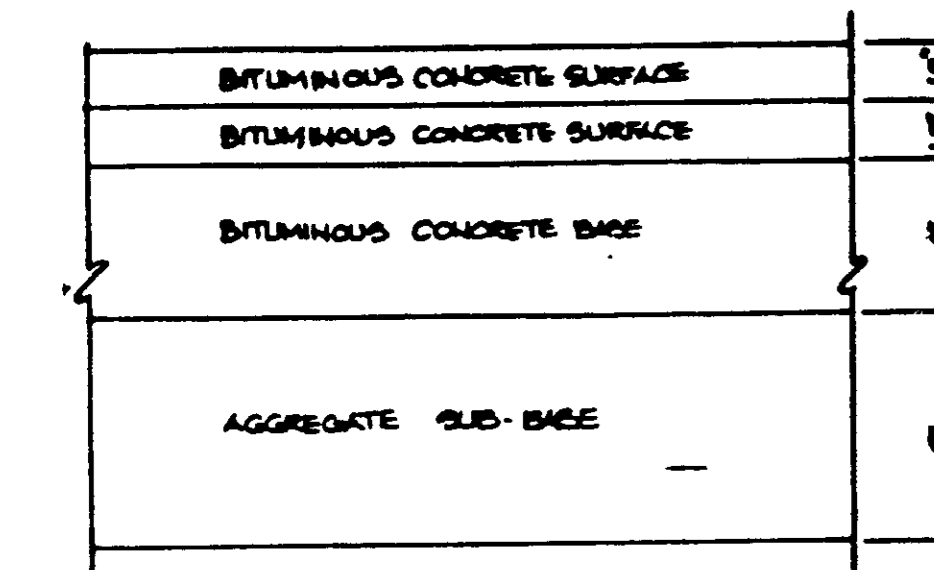 BITUMINOUS CONCRETE SURFACE
BITUMINOUS CONCRETE SURFACE
BITUMINOUS CONCRETE BASE
AGGREGATE SUB-BASE